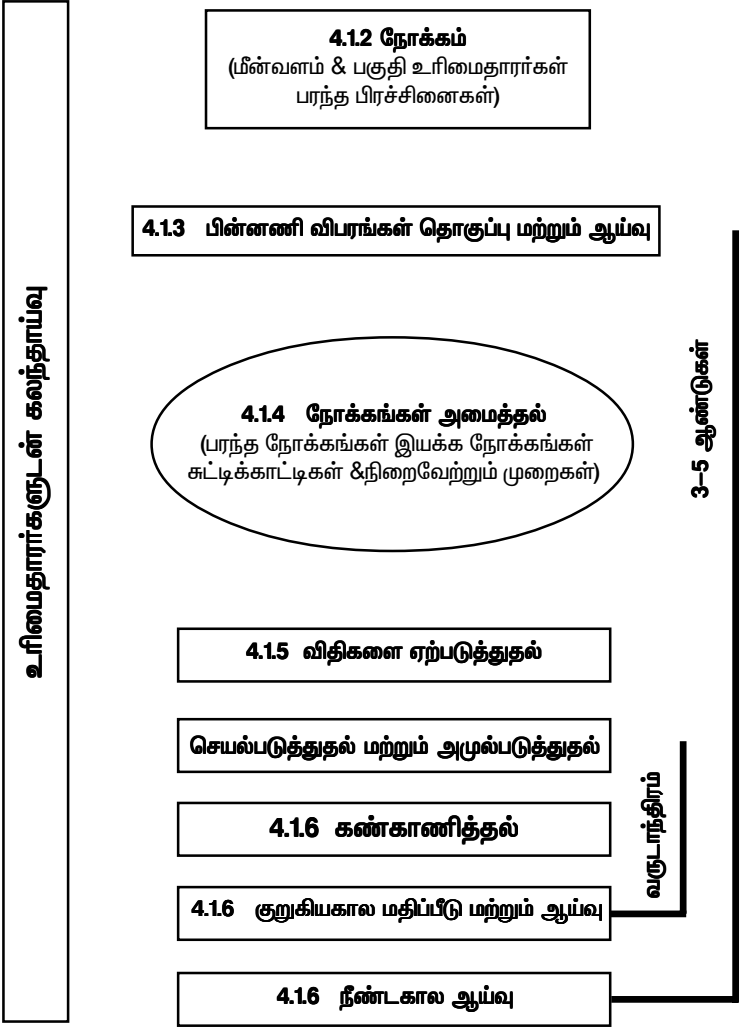 உரிமைதாரர்களுடன் கலந்தாய்வு
4.1.2 நோக்கம்
(மீன்வளம் & பகுதி உரிமைதாரர்கள்
பரந்த பிரச்சினைகள்)
4.1.3 பின்னணி விபரங்கள் தொகுப்பு மற்றும் ஆய்வு
4.1.4 நோக்கங்கள் அமைத்தல்
(பரந்த நோக்கங்கள் இயக்க நோக்கங்கள்
சுட்டிக்காட்டிகள் &நிறைவேற்றும் முறைகள்)
3–5 ஆண்டுகள்
4.1.5 விதிகளை ஏற்படுத்துதல்
செயல்படுத்துதல் மற்றும் அமுல்படுத்துதல்
4.1.6 கண்காணித்தல்
வருடாந்திரம்
4.1.6 குறுகியகால மதிப்பீடு மற்றும் ஆய்வு
4.1.6 நீண்டகால ஆய்வு